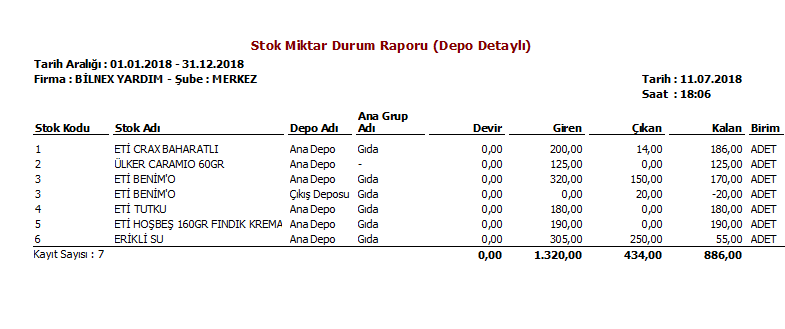 Stok Miktar Durum Raporu (Depo Detaylı)
Tarih Aralığı : 01.01.2018 - 31.12.2018
Firma : BİLNEX YARDIM - Şube : MERKEZ
Tarih : 11.07.2018
Saat : 18:06
Stok Kodu Stok Adı Depo Adı Ana Grup Adı Devir Giren Çıkan Kalan Birim
1 ETİ CRAX BAHARATLI Ana Depo Gıda 0,00 200,00 14,00 186,00 ADET
2 ÜLKER CARAMIO 60GR Ana Depo - 0,00 125,00 0,00 125,00 ADET
3 ETİ BENİM'O Ana Depo Gıda 0,00 320,00 150,00 170,00 ADET
3 ETİ BENİM'O Çıkış Deposu Gıda 0,00 0,00 20,00 -20,00 ADET
4 ETİ TUTKU Ana Depo Gıda 0,00 180,00 0,00 180,00 ADET
5 ETİ HOŞBEŞ 160GR FINDIK KREMA Ana Depo Gıda 0,00 190,00 0,00 190,00 ADET
6 ERİKLİ SU Ana Depo Gıda 0,00 305,00 250,00 55,00 ADET
Kayıt Sayısı : 7 0,00 1.320,00 434,00 886,00